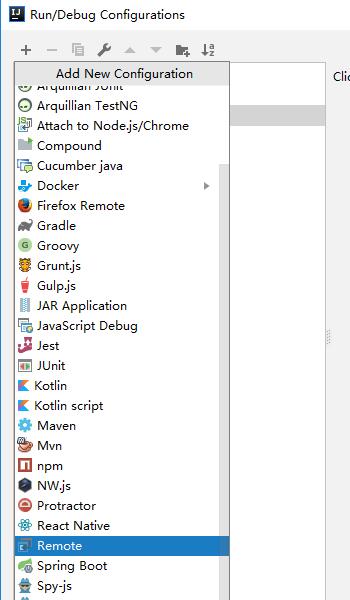 Run/Debug Configurations
Add New Configuration
Clic
Arquillian JUnit
Arquillian TestNG
Attach to Node.js/Chrome
Compound
Cucumber java
Docker
Firefox Remote
Gradle
Groovy
Grunt.js
Gulp.js
JAR Application
JavaScript Debug
Jest
JUnit
Kotlin
Kotlin script
Maven
Mvn
npm
NW.js
Protractor
React Native
Remote
Spring Boot
Spy-js